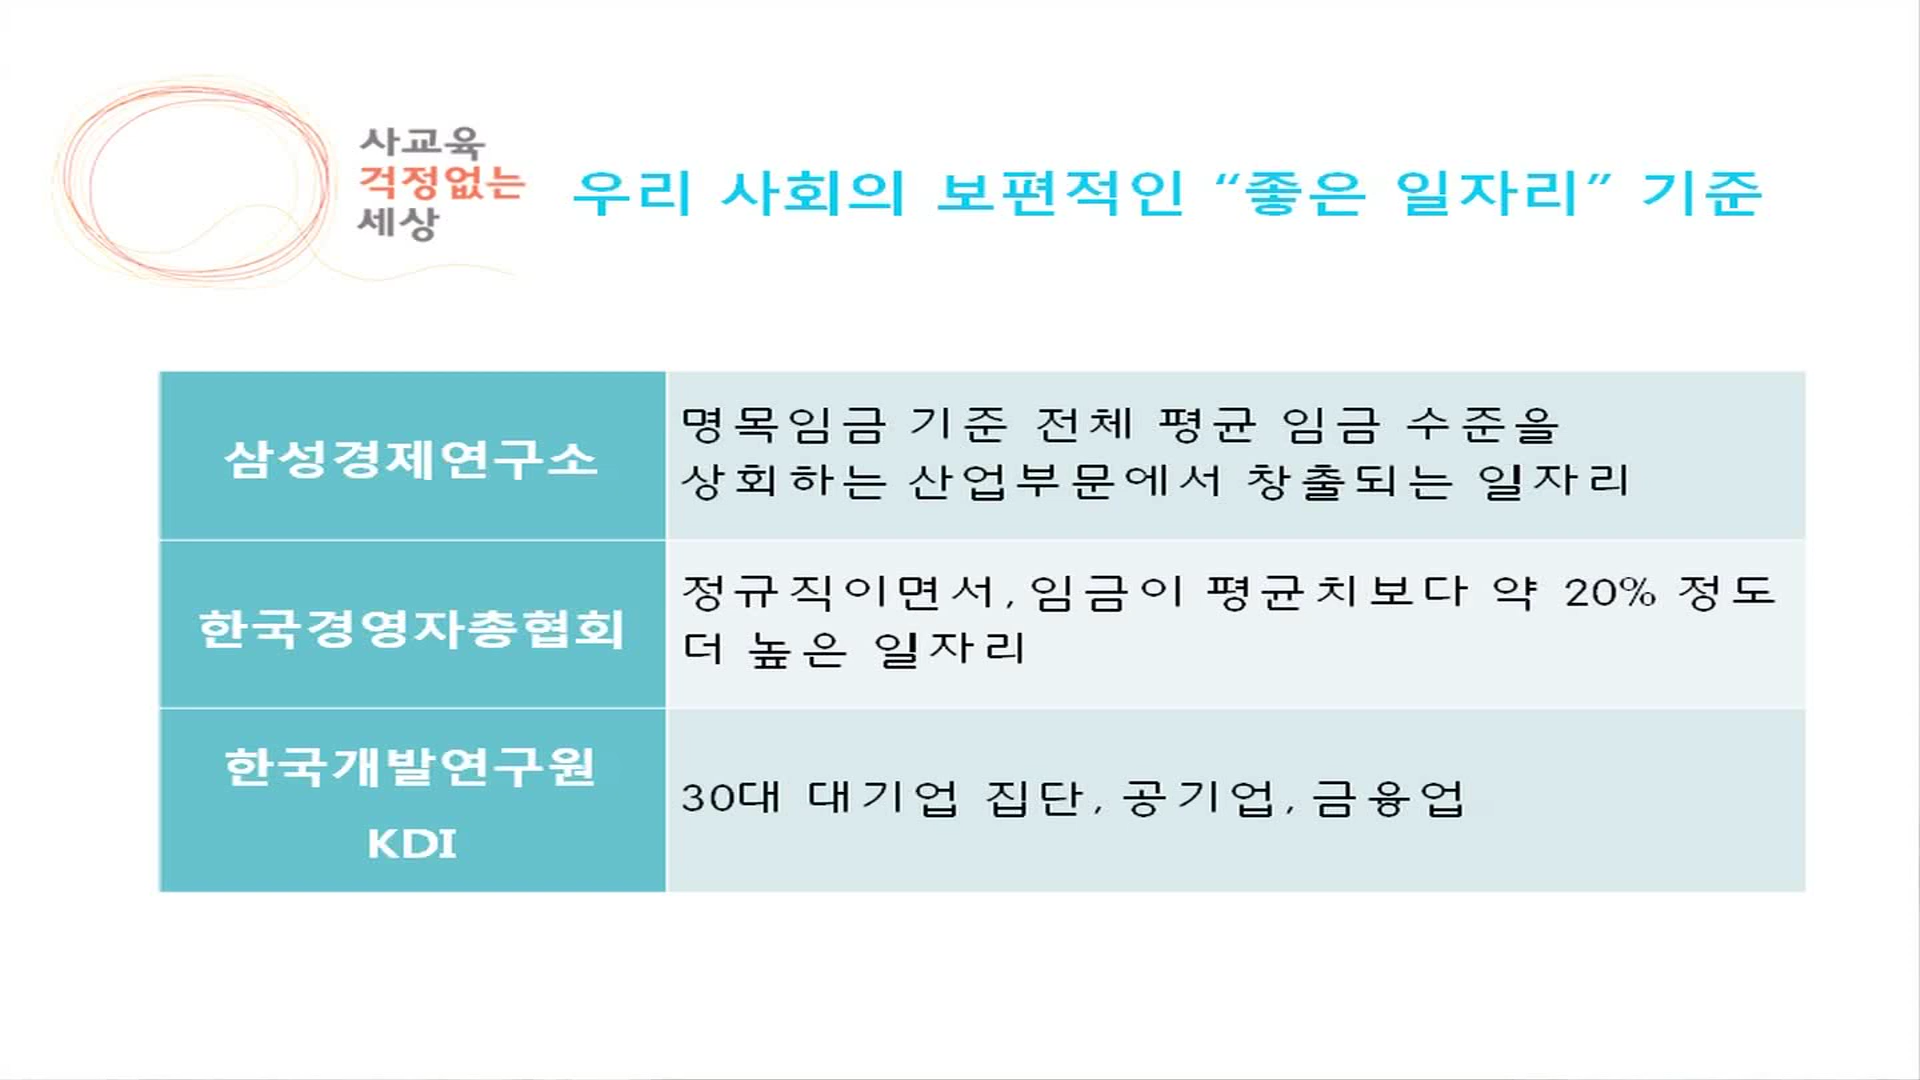 사교육
걱정없는
세상
우리 사회의 보편적인 “좋은 일자리” 기준
삼성경제연구소
명목임금 기준 전체 평균 임금 수준을
상회하는 산업부문에서 창출되는 일자리
한국경영자총협회
정규직이면서, 임금이 평균치보다 약 20% 정도
더 높은 일자리
한국개발연구원
KDI
30대 대기업 집단, 공기업, 금융업